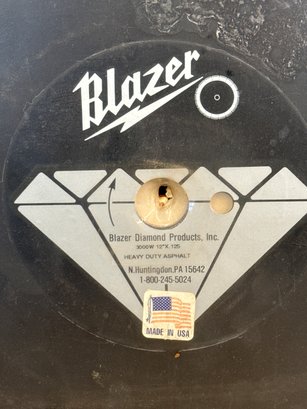 Blazer
Blazer Diamond Products, Inc.
3000W 12"X.125
HEAVY DUTY ASPHALT
N.Huntingdon,PA 15642
1-800-245-5024
MADE IN USA